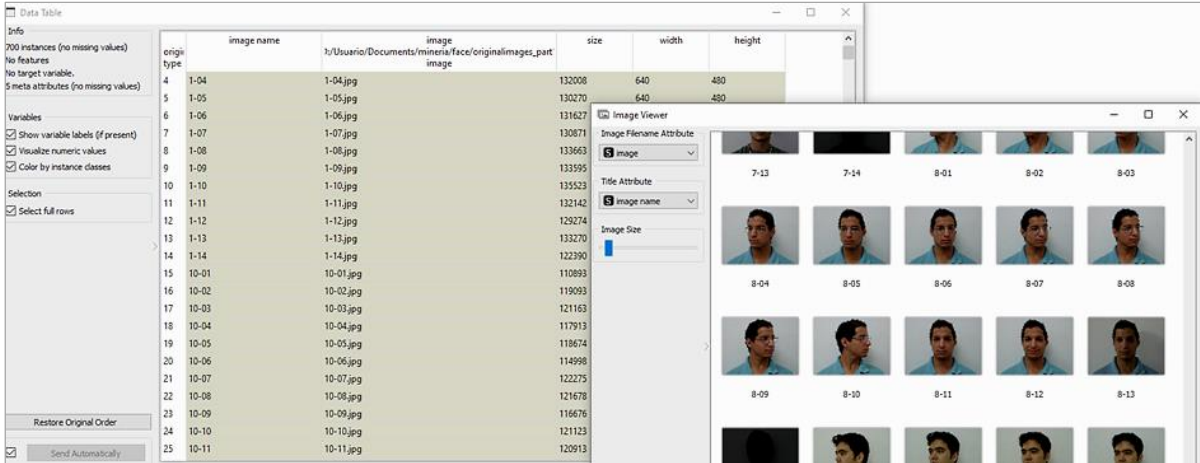 Data Table
Info
700 instances (no missing values)
No features
No target variable.
5 meta attributes (no missing values)
Variables
Show variable labels (if present)
Visualize numeric values
Color by instance classes
Selection
Select full rows
Restore Original Order
Send Automatically
image name image size width height
origin :/Usuario/Documents/mineria/face/originalimages_part
type image
4 1-04 1-04.jpg 132008 640 480
5 1-05 1-05.jpg 130270 640 480
6 1-06 1-06.jpg 131627
7 1-07 1-07.jpg 130871
8 1-08 1-08.jpg 133663
9 1-09 1-09.jpg 133595
10 1-10 1-10.jpg 135523
11 1-11 1-11.jpg 132142
12 1-12 1-12.jpg 129274
13 1-13 1-13.jpg 133270
14 1-14 1-14.jpg 122390
15 10-01 10-01.jpg 110893
16 10-02 10-02.jpg 119093
17 10-03 10-03.jpg 121163
18 10-04 10-04.jpg 117913
19 10-05 10-05.jpg 118674
20 10-06 10-06.jpg 114998
21 10-07 10-07.jpg 122275
22 10-08 10-08.jpg 121678
23 10-09 10-09.jpg 116676
24 10-10 10-10.jpg 121123
25 10-11 10-11.jpg 120913
Image Viewer
Image Filename Attribute
S image
Title Attribute
S image name
Image Size
7-13 7-14 8-01 8-02 8-03
8-04 8-05 8-06 8-07 8-08
8-09 8-10 8-11 8-12 8-13